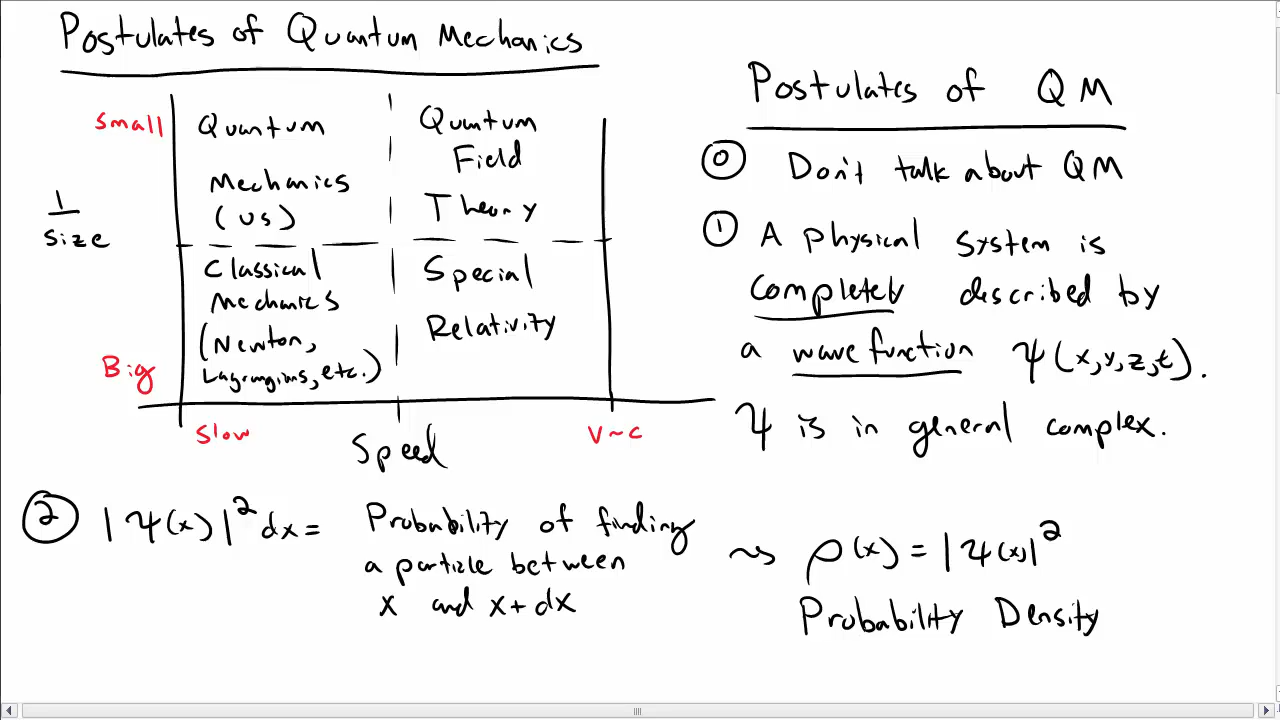 Postulates of Quantum Mechanics
small
Quantum
Mechanics
(us)
Quantum
Field
Theory
1
size
Classical
Mechanics
(Newton,
Lagrangians, etc.)
Special
Relativity
Big
slow
Speed
v~c
Postulates of QM
0 Don't talk about QM
1 A physical system is
completely described by
a wavefunction Ψ(x,y,z,t).
Ψ is in general complex.
2 |Ψ(x)|²dx = Probability of finding
a particle between
x and x+dx
⇝ ρ(x) = |Ψ(x)|²
Probability Density